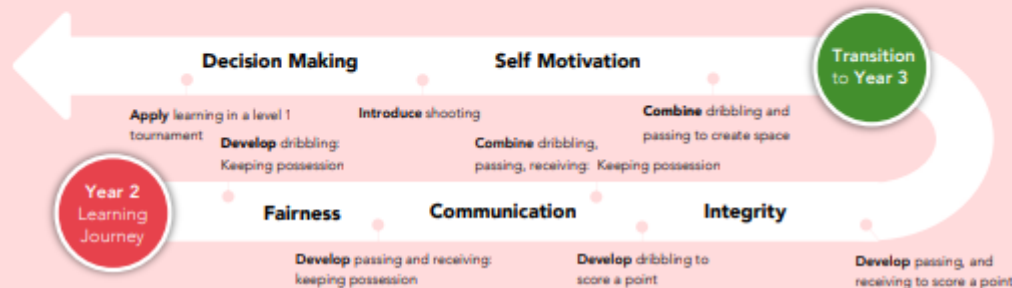 Decision Making
Self Motivation
Transition
to Year 3
Apply learning in a level 1
tournament
Introduce shooting
Combine dribbling and
passing to create space
Develop dribbling:
Keeping possession
Combine dribbling,
passing, receiving: Keeping possession
Year 2
Learning
Journey
Fairness
Communication
Integrity
Develop passing and receiving:
keeping possession
Develop dribbling to
score a point
Develop passing, and
receiving to score a point